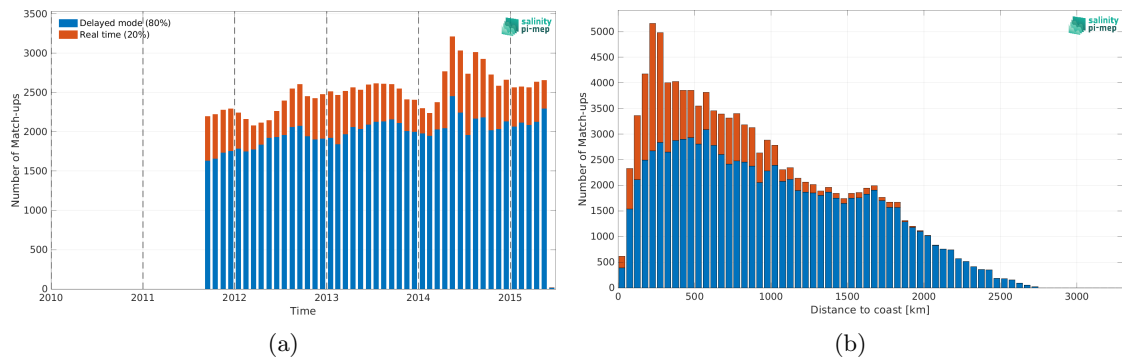 Delayed mode (80%)
Real time (20%)
salinity
pi-mep
Number of Match-ups
3500
3000
2500
2000
1500
1000
500
0
2010
2011
2012
2013
2014
2015
Time
(a)
salinity
pi-mep
Number of Match-ups
5000
4500
4000
3500
3000
2500
2000
1500
1000
500
0
0
500
1000
1500
2000
2500
3000
Distance to coast [km]
(b)